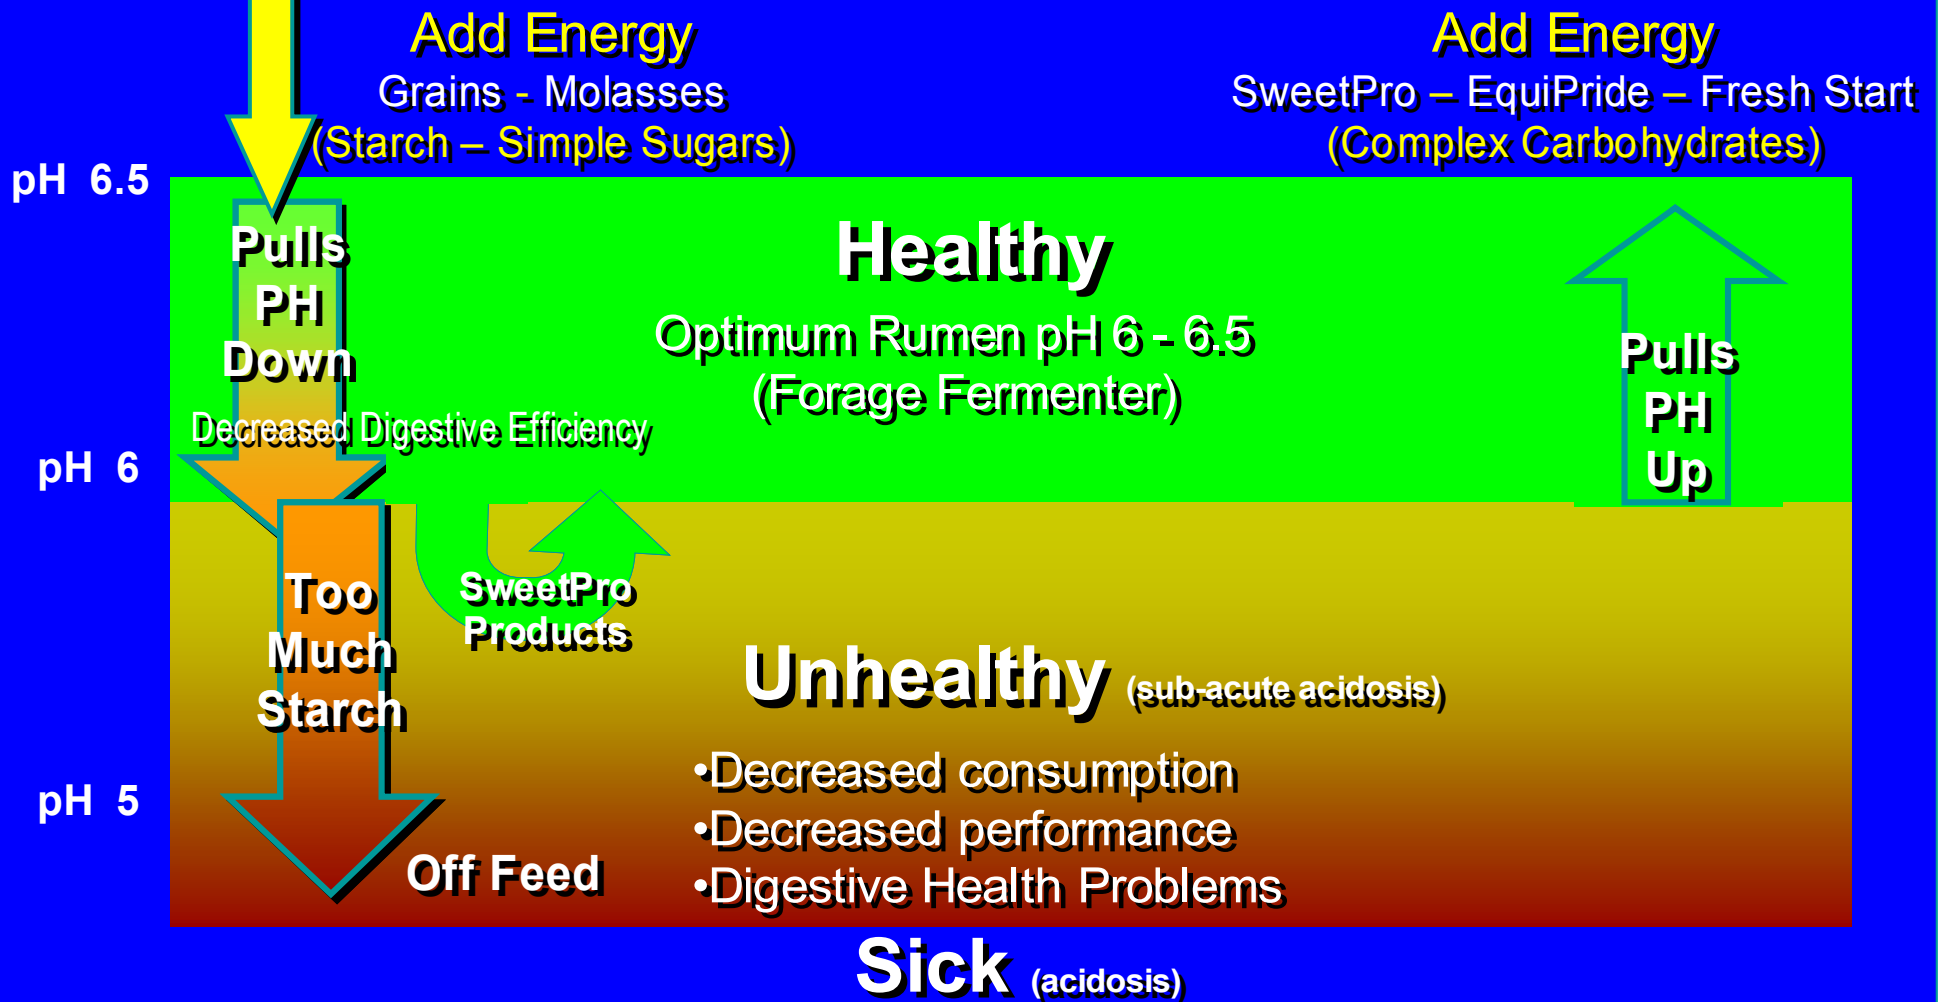 Add Energy
Grains - Molasses
(Starch – Simple Sugars)
Add Energy
SweetPro – EquiPride – Fresh Start
(Complex Carbohydrates)
pH 6.5
Pulls
PH
Down
Healthy
Optimum Rumen pH 6 - 6.5
(Forage Fermenter)
Pulls
PH
Up
Decreased Digestive Efficiency
pH 6
Too
Much
Starch
SweetPro
Products
Unhealthy (sub-acute acidosis)
•Decreased consumption
•Decreased performance
•Digestive Health Problems
pH 5
Off Feed
Sick (acidosis)